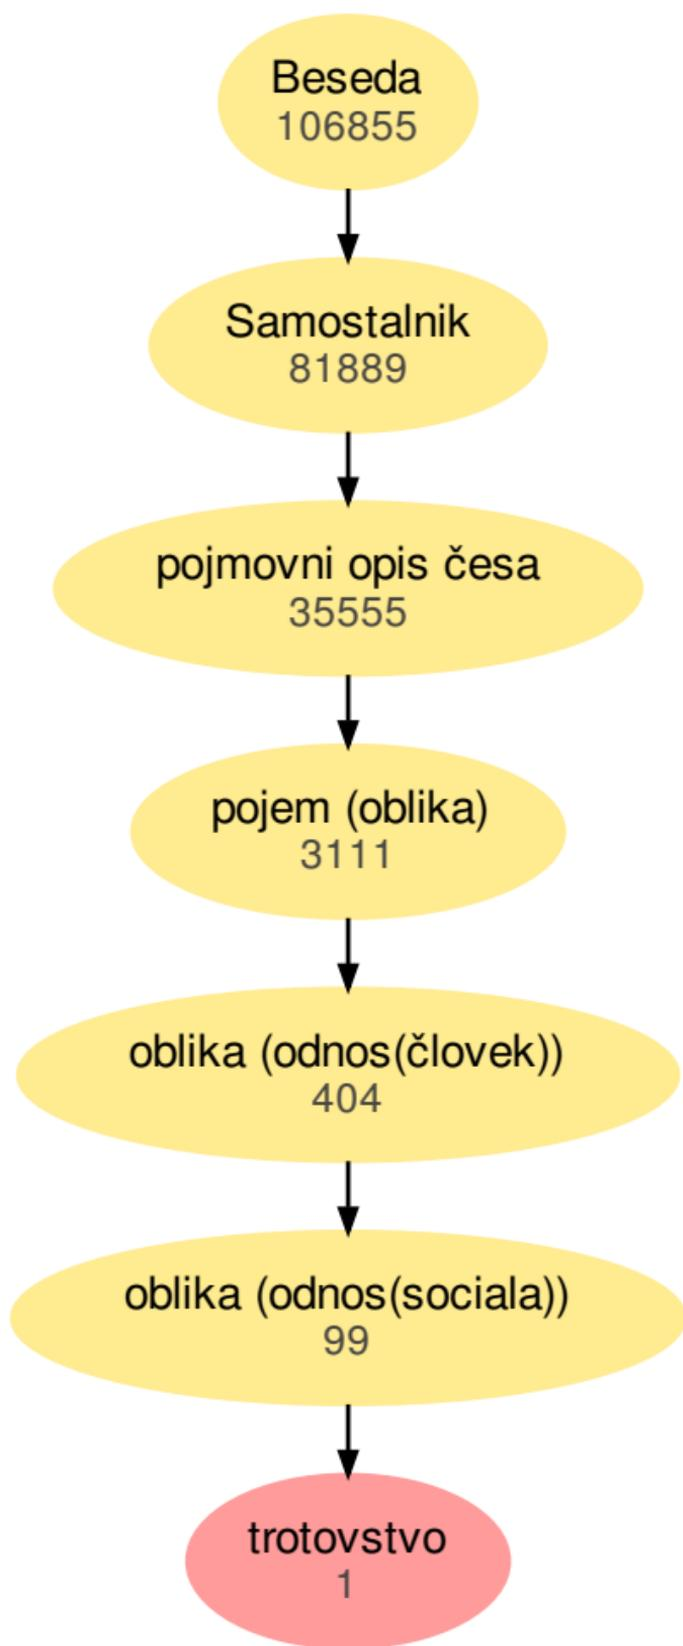 Beseda
106855
Samostalnik
81889
pojmovni opis česa
35555
pojem (oblika)
3111
oblika (odnos(človek))
404
oblika (odnos(sociala))
99
trotovstvo
1